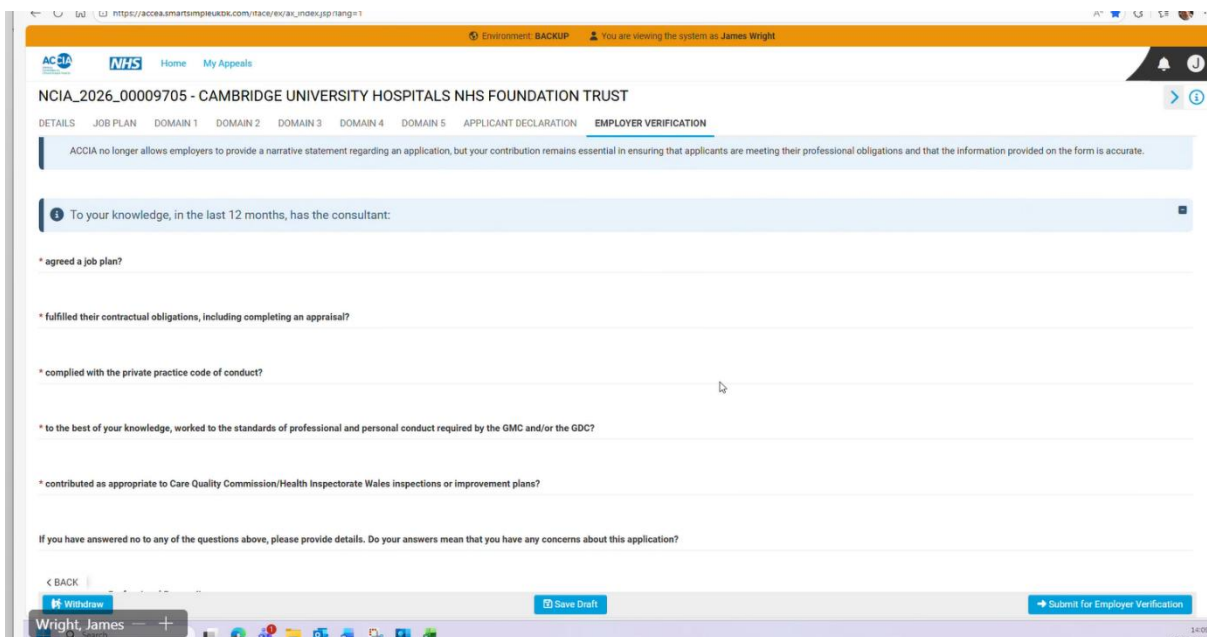 https://accea.smartsimpleukbk.com/iface/ex/ax_index.jsp?lang=1
Environment: BACKUP You are viewing the system as James Wright
ACCIA NHS Home My Appeals J
NCIA_2026_00009705 - CAMBRIDGE UNIVERSITY HOSPITALS NHS FOUNDATION TRUST
DETAILS JOB PLAN DOMAIN 1 DOMAIN 2 DOMAIN 3 DOMAIN 4 DOMAIN 5 APPLICANT DECLARATION EMPLOYER VERIFICATION
ACCIA no longer allows employers to provide a narrative statement regarding an application, but your contribution remains essential in ensuring that applicants are meeting their professional obligations and that the information provided on the form is accurate.
To your knowledge, in the last 12 months, has the consultant:
* agreed a job plan?
* fulfilled their contractual obligations, including completing an appraisal?
* complied with the private practice code of conduct?
* to the best of your knowledge, worked to the standards of professional and personal conduct required by the GMC and/or the GDC?
* contributed as appropriate to Care Quality Commission/Health Inspectorate Wales inspections or improvement plans?
If you have answered no to any of the questions above, please provide details. Do your answers mean that you have any concerns about this application?
< BACK
Withdraw Save Draft Submit for Employer Verification
Wright, James
Search